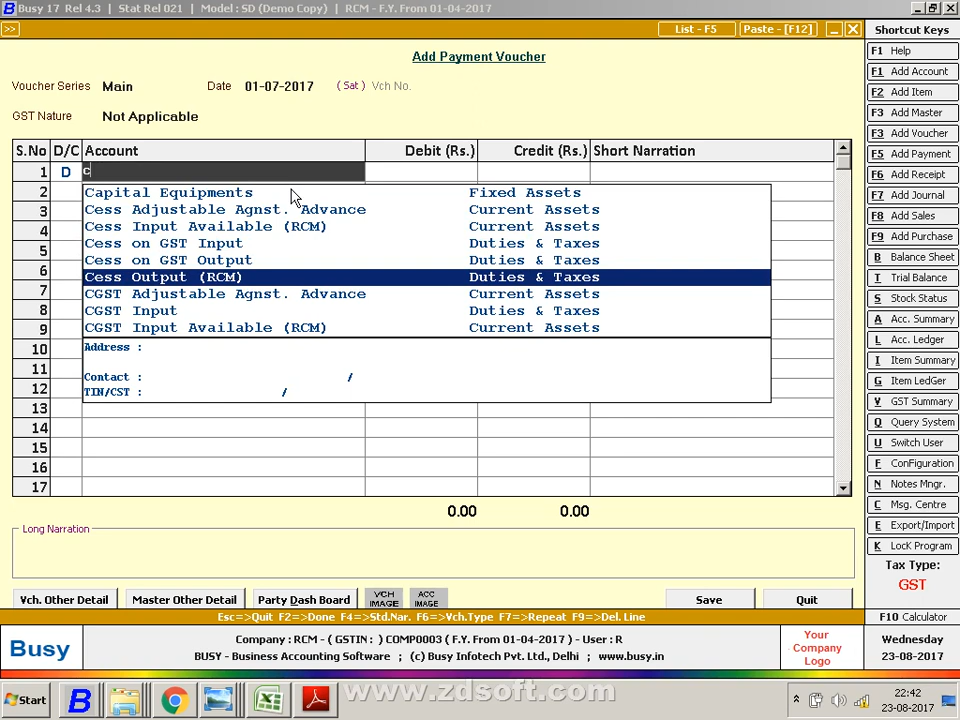 Busy 17 Rel 4.3 | Stat Rel 021 | Model : SD (Demo Copy) | RCM - F.Y. From 01-04-2017
>> List - F5 Paste - [F12] Shortcut Keys
Add Payment Voucher
Voucher Series Main Date 01-07-2017 ( Sat ) Vch No.
GST Nature Not Applicable
S.No D/C Account Debit (Rs.) Credit (Rs.) Short Narration
1 D c
2 Capital Equipments Fixed Assets
3 Cess Adjustable Agnst. Advance Current Assets
4 Cess Input Available (RCM) Current Assets
5 Cess on GST Input Duties & Taxes
Cess on GST Output Duties & Taxes
6 Cess Output (RCM) Duties & Taxes
7 CGST Adjustable Agnst. Advance Current Assets
8 CGST Input Duties & Taxes
9 CGST Input Available (RCM) Current Assets
10 Address :
11 Contact : /
12 TIN/CST : /
13
14
15
16
17
0.00 0.00
Long Narration
Vch. Other Detail Master Other Detail Party Dash Board VCH IMAGE ACC IMAGE Save Quit
Esc=>Quit F2=>Done F4=>Std.Nar. F6=>Vch.Type F7=>Repeat F9=>Del. Line
F1 Help
F1 Add Account
F2 Add Item
F3 Add Master
F3 Add Voucher
F5 Add Payment
F6 Add Receipt
F7 Add Journal
F8 Add Sales
F9 Add Purchase
B Balance Sheet
T Trial Balance
S Stock Status
A Acc. Summary
L Acc. Ledger
I Item Summary
G Item LedGer
V GST Summary
Q Query System
U Switch User
F ConFiguration
N Notes Mngr.
C Msg. Centre
E Export/Import
K LocK Program
Tax Type:
GST
F10 Calculator
Busy
Company : RCM - ( GSTIN : ) COMP0003 ( F.Y. From 01-04-2017 ) - User : R
BUSY - Business Accounting Software ; (c) Busy Infotech Pvt. Ltd., Delhi ; www.busy.in
Your
Company
Logo
Wednesday
23-08-2017
Start B www.zdsoft.com 22:42
23-08-2017